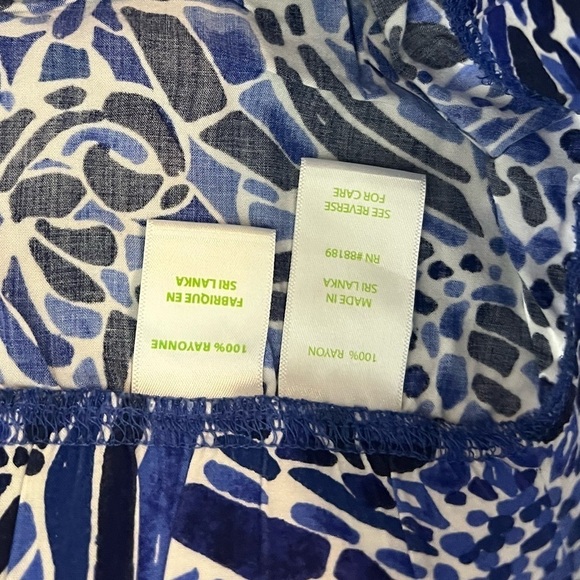 100% RAYONNE
FABRIQUE EN
SRI LANKA
100% RAYON
MADE IN
SRI LANKA
RN #88189
SEE REVERSE
FOR CARE